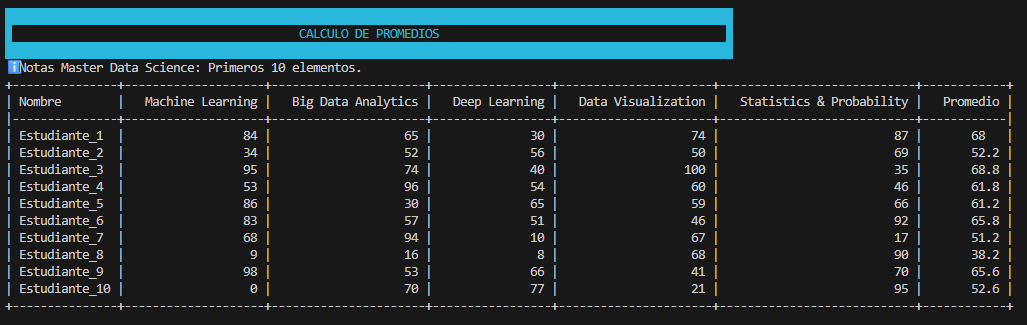 CALCULO DE PROMEDIOS
ℹ️Notas Master Data Science: Primeros 10 elementos.
| Nombre | Machine Learning | Big Data Analytics | Deep Learning | Data Visualization | Statistics & Probability | Promedio |
| Estudiante_1 | 84 | 65 | 30 | 74 | 87 | 68 |
| Estudiante_2 | 34 | 52 | 56 | 50 | 69 | 52.2 |
| Estudiante_3 | 95 | 74 | 40 | 100 | 35 | 68.8 |
| Estudiante_4 | 53 | 96 | 54 | 60 | 46 | 61.8 |
| Estudiante_5 | 86 | 30 | 65 | 59 | 66 | 61.2 |
| Estudiante_6 | 83 | 57 | 51 | 46 | 92 | 65.8 |
| Estudiante_7 | 68 | 94 | 10 | 67 | 17 | 51.2 |
| Estudiante_8 | 9 | 16 | 8 | 68 | 90 | 38.2 |
| Estudiante_9 | 98 | 53 | 66 | 41 | 70 | 65.6 |
| Estudiante_10 | 0 | 70 | 77 | 21 | 95 | 52.6 |